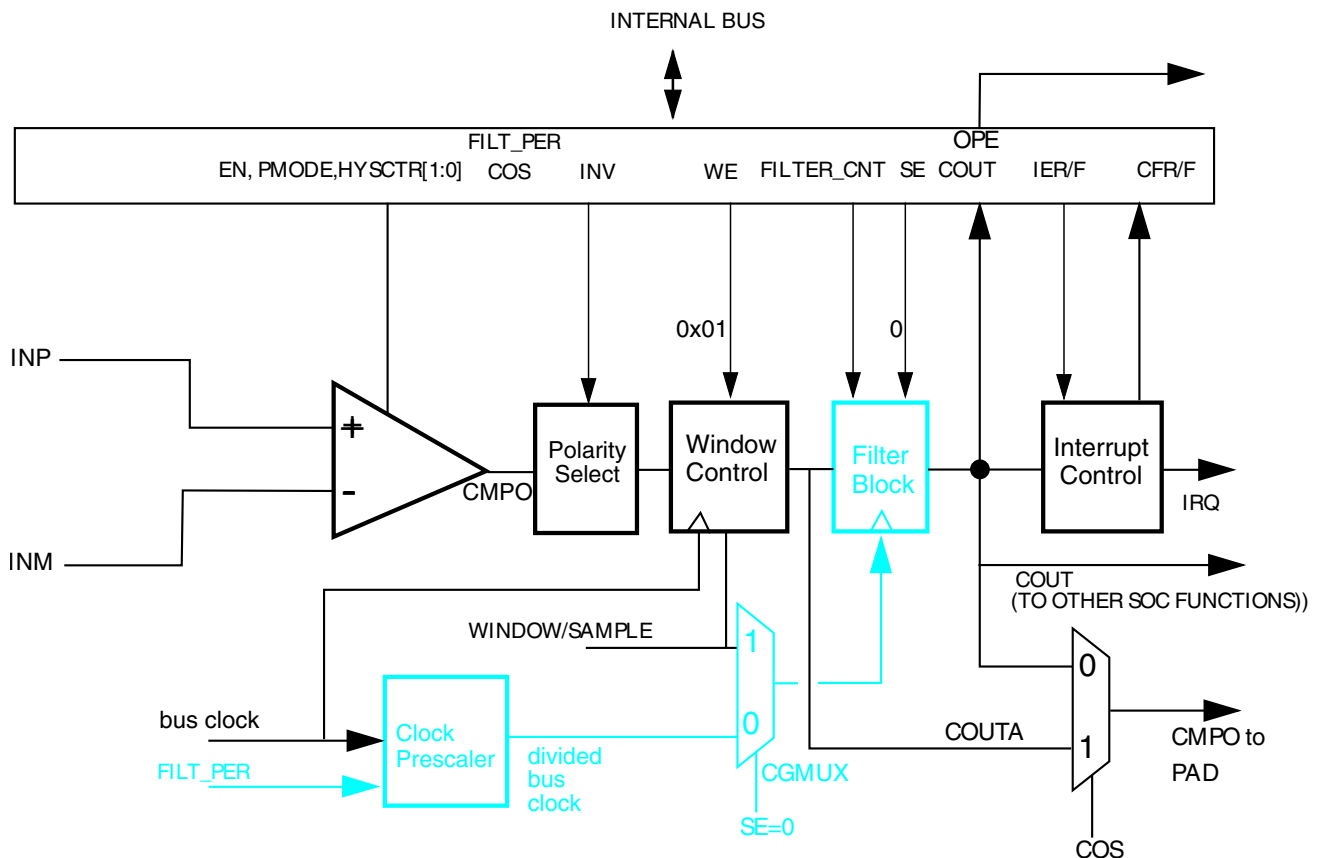 INTERNAL BUS
FILT_PER
OPE
EN, PMODE,HYSCTR[1:0]
COS
INV
WE
FILTER_CNT
SE
COUT
IER/F
CFR/F
0x01
0
INP
INM
+
-
CMPO
Polarity
Select
Window
Control
Filter
Block
Interrupt
Control
IRQ
COUT
(TO OTHER SOC FUNCTIONS))
WINDOW/SAMPLE
1
0
CGMUX
SE=0
bus clock
FILT_PER
Clock
Prescaler
divided
bus
clock
COUTA
0
1
CMPO to
PAD
COS